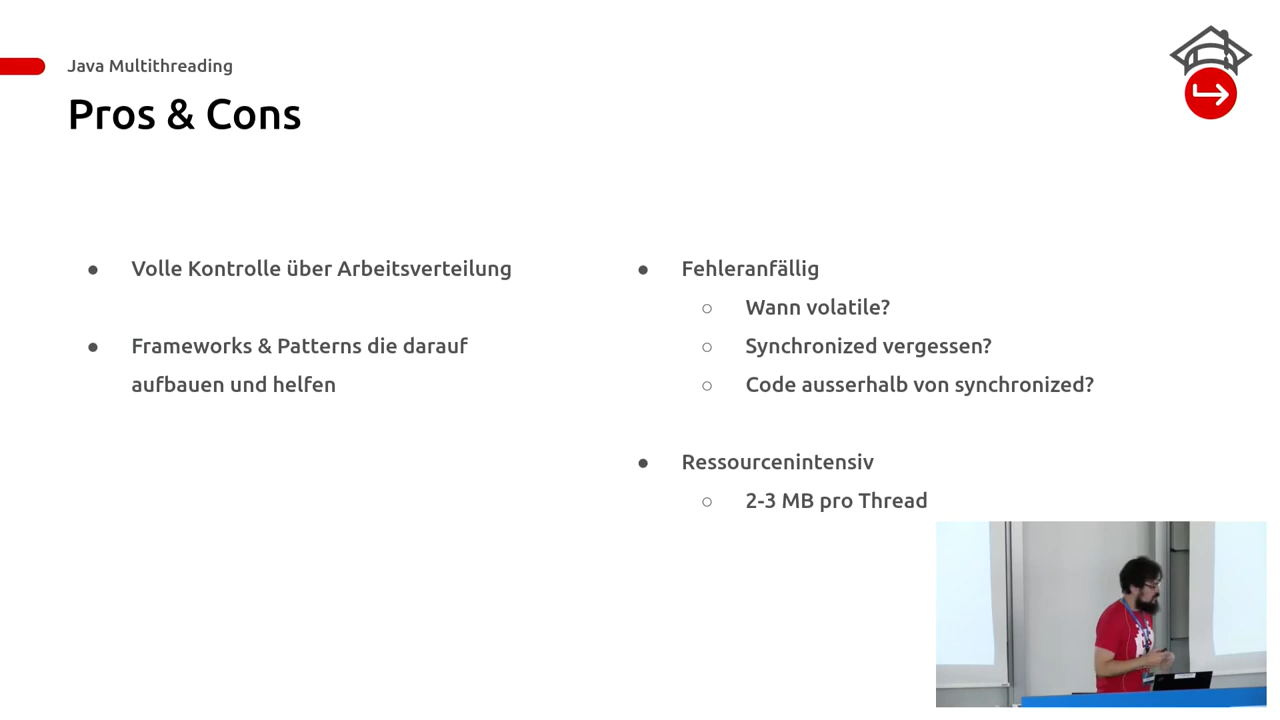 Java Multithreading
Pros & Cons
Volle Kontrolle über Arbeitsverteilung
Frameworks & Patterns die darauf
aufbauen und helfen
Fehleranfällig
Wann volatile?
Synchronized vergessen?
Code ausserhalb von synchronized?
Ressourcenintensiv
2-3 MB pro Thread